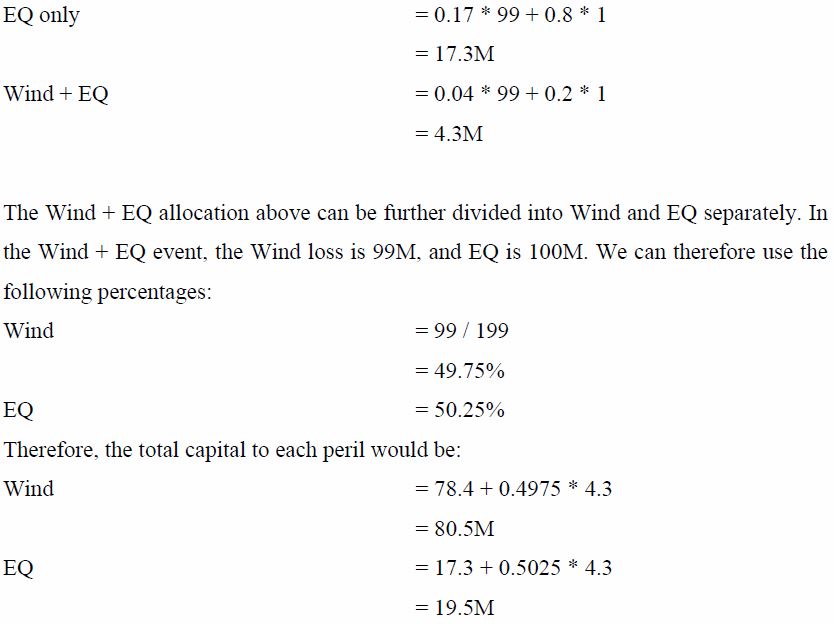 EQ only = 0.17 * 99 + 0.8 * 1
= 17.3M
Wind + EQ = 0.04 * 99 + 0.2 * 1
= 4.3M
The Wind + EQ allocation above can be further divided into Wind and EQ separately. In
the Wind + EQ event, the Wind loss is 99M, and EQ is 100M. We can therefore use the
following percentages:
Wind = 99 / 199
= 49.75%
EQ = 50.25%
Therefore, the total capital to each peril would be:
Wind = 78.4 + 0.4975 * 4.3
= 80.5M
EQ = 17.3 + 0.5025 * 4.3
= 19.5M